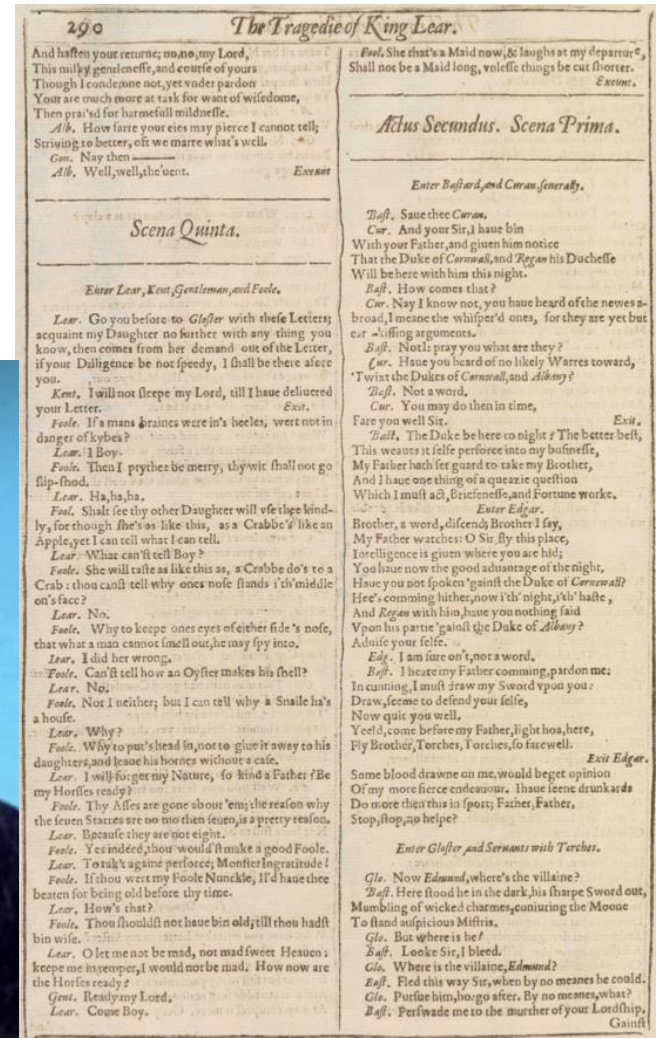 290
The Tragedie of King Lear.
And hasten your returne; no,no,my Lord,
This milky gentlenesse,and course of yours
Though I condemne not,yet vnder pardon
Your are much more at task for want of wisedome,
Then prai'sd for harmefull mildnesse.
Alb. How farre your eies may pierce I cannot tell;
Striuing to better, oft we marre what's well.
Gon. Nay then ———
Alb. Well,well,the'uent. Exeunt
Scena Quinta.
Enter Lear, Kent, Gentleman, and Foole.
Lear. Go you before to Gloster with these Letters;
acquaint my Daughter no further with any thing you
know, then comes from her demand out of the Letter,
if your Dilligence be not speedy, I shall be there afore
you.
Kent. I will not sleepe my Lord, till I haue deliuered
your Letter. Exit.
Foole. If a mans braines were in's heeles, wert not in
danger of kybes?
Lear. I Boy.
Foole. Then I prythee be merry, thy wit shall not go
slip-shod.
Lear. Ha,ha,ha.
Fool. Shalt see thy other Daughter will vse thee kind-
ly, for though she's as like this, as a Crabbe's like an
Apple,yet I can tell what I can tell.
Lear. What can'st tell Boy?
Foole. She will taste as like this as, a Crabbe do's to a
Crab : thou canst tell why ones nose stands i'th'middle
on's face?
Lear. No.
Foole. Why to keepe ones eyes of either side 's nose,
that what a man cannot smell out,he may spy into.
Lear. I did her wrong.
Foole. Can'st tell how an Oyster makes his shell?
Lear. No.
Foole. Nor I neither; but I can tell why a Snaile ha's
a house.
Lear. Why?
Foole. Why to put's head in,not to giue it away to his
daughters,and leaue his hornes without a case.
Lear. I will forget my Nature, so kind a Father? Be
my Horsses ready?
Foole. Thy Asses are gone about 'em; the reason why
the seuen Starres are no mo then seuen,is a pretty reason.
Lear. Because they are not eight.
Foole. Yes indeed,thou would'st make a good Foole.
Lear. To tak't againe perforce; Monster Ingratitude!
Foole. If thou wert my Foole Nunckle, Il'd haue thee
beaten for being old before thy time.
Lear. How's that?
Foole. Thou shouldst not haue bin old, till thou hadst
bin wise.
Lear. O let me not be mad, not mad sweet Heauen:
keepe me in temper,I would not be mad. How now are
the Horses ready?
Gent. Ready my Lord.
Lear. Come Boy.
Fool. She that's a Maid now,& laughs at my departure,
Shall not be a Maid long, vnlesse things be cut shorter.
Exeunt.
Actus Secundus. Scena Prima.
Enter Bastard, and Curan, seuerally.
Bast. Saue thee Curan.
Cur. And your Sir, I haue bin
With your Father,and giuen him notice
That the Duke of Cornwall, and Regan his Duchesse
Will be here with him this night.
Bast. How comes that?
Cur. Nay I know not, you haue heard of the newes a-
broad, I meane the whisper'd ones, for they are yet but
ear-kissing arguments.
Bast. Not I: pray you what are they?
Cur. Haue you heard of no likely Warres toward,
'Twixt the Dukes of Cornwall, and Albany?
Bast. Not a word.
Cur. You may do then in time,
Fare you well Sir. Exit.
Bast. The Duke be here to night? The better best,
This weaues it selfe perforce into my businesse,
My Father hath set guard to take my Brother,
And I haue one thing of a queazie question
Which I must act,Briefenesse,and Fortune worke.
Enter Edgar.
Brother, a word, discend; Brother I say,
My Father watches: O Sir, fly this place,
Intelligence is giuen where you are hid;
You haue now the good aduantage of the night,
Haue you not spoken 'gainst the Duke of Cornewall?
Hee's comming hither,now i'th' night,i'th' haste,
And Regan with him, haue you nothing said
Vpon his partie 'gainst the Duke of Albany?
Aduise your selfe.
Edg. I am sure on't, not a word.
Bast. I heare my Father comming,pardon me:
In cunning, I must draw my Sword vpon you:
Draw,seeme to defend your selfe,
Now quit you well.
Yeeld, come before my Father, light hoa, here,
Fly Brother,Torches, Torches,so farewell.
Exit Edgar.
Some blood drawne on me, would beget opinion
Of my more fierce endeauour. I haue seene drunkards
Do more then this in sport; Father,Father,
Stop,stop,no helpe?
Enter Gloster, and Seruants with Torches.
Glo. Now Edmund,where's the villaine?
Bast. Here stood he in the dark, his sharpe Sword out,
Mumbling of wicked charmes,coniuring the Moone
To stand auspicious Mistris.
Glo. But where is he?
Bast. Looke Sir, I bleed.
Glo. Where is the villaine, Edmund?
Bast. Fled this way Sir, when by no meanes he could.
Glo. Pursue him,ho:go after. By no meanes,what?
Bast. Perswade me to the murther of your Lordship,
Gainst